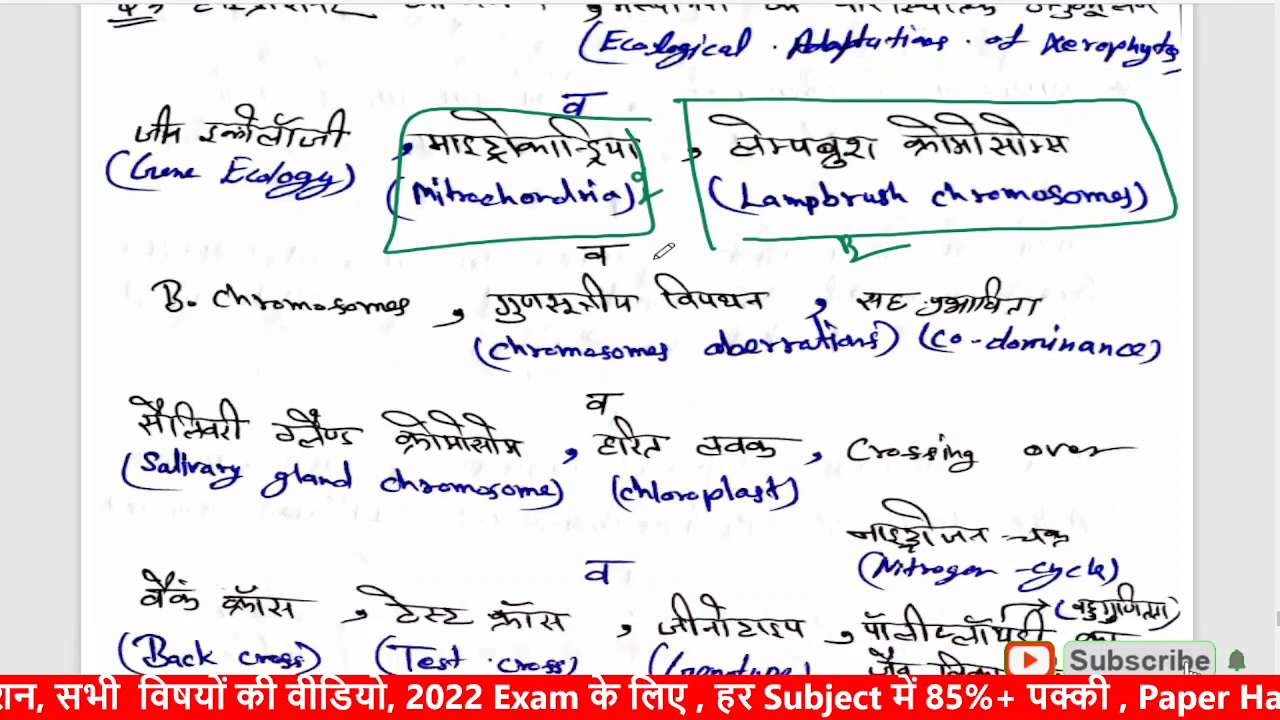 (Ecological . Adaptations . of Xerophytes
व
जीन इकोलॉजी , माइट्रोकान्ड्रिया , लेम्पब्रुश क्रोमोसोम्स
(Gene Ecology) (Mitrochondria) (Lampbrush chromosomes)
व
B. Chromosomes , गुणसूत्रीय विपथन , सह प्रभाविता
(chromosomes aberrations) (co-dominance)
व
सैलिवरी ग्लैण्ड क्रोमोसोम , हरित लवक , Crossing over
(Salivary gland chromosome) (chloroplast)
नाइट्रोजन चक्र
(Nitrogen -cycle)
व
बैक क्रॉस , टेस्ट क्रॉस , जीनोटाइप , पॉलीप्लॉयडी का (बहुगुणिता)
(Back cross) (Test cross)
Subscribe
रान, सभी विषयों की वीडियो, 2022 Exam के लिए , हर Subject में 85%+ पक्की , Paper Ha